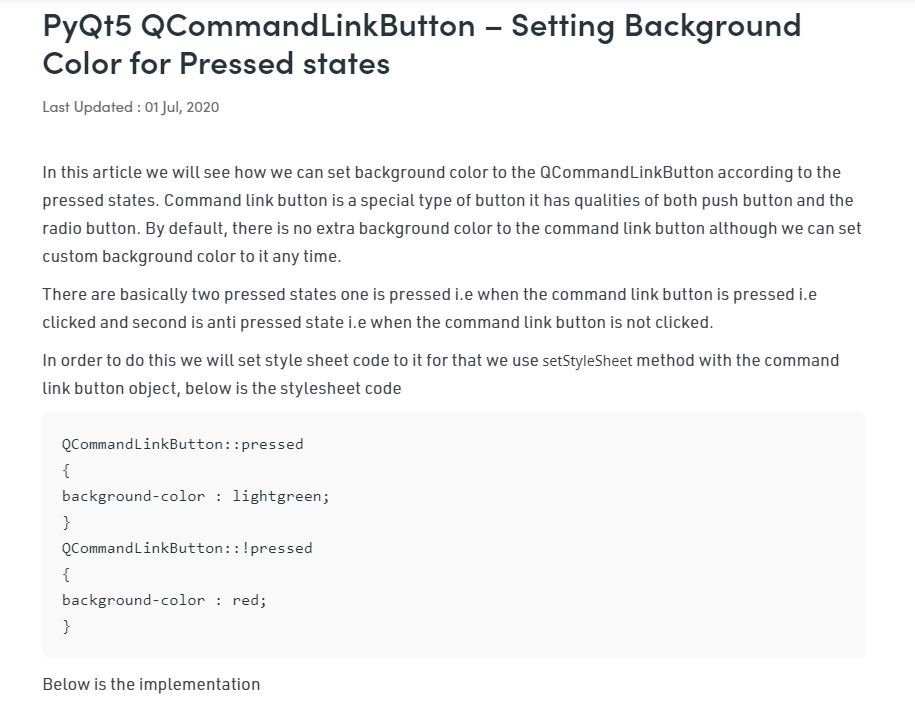 PyQt5 QCommandLinkButton – Setting Background
Color for Pressed states
Last Updated : 01 Jul, 2020
In this article we will see how we can set background color to the QCommandLinkButton according to the
pressed states. Command link button is a special type of button it has qualities of both push button and the
radio button. By default, there is no extra background color to the command link button although we can set
custom background color to it any time.
There are basically two pressed states one is pressed i.e when the command link button is pressed i.e
clicked and second is anti pressed state i.e when the command link button is not clicked.
In order to do this we will set style sheet code to it for that we use setStyleSheet method with the command
link button object, below is the stylesheet code
QCommandLinkButton::pressed
{
background-color : lightgreen;
}
QCommandLinkButton::!pressed
{
background-color : red;
}
Below is the implementation